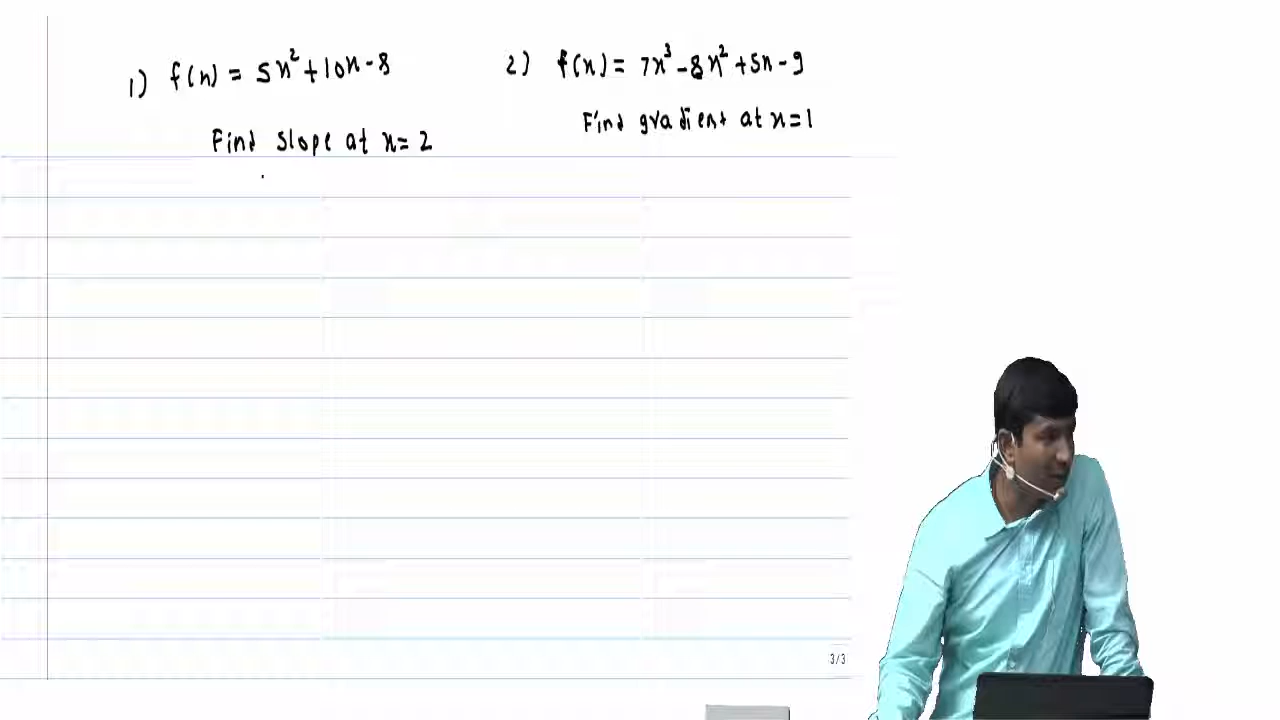 1) f(x) = 5x² + 10x - 8
Find slope at x = 2
2) f(x) = 7x³ - 8x² + 5x - 9
Find gradient at x = 1
3/3